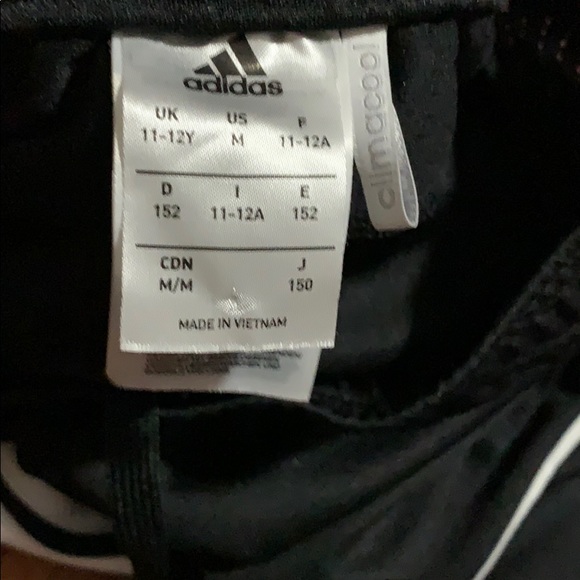 adidas
UK US F
11-12Y M 11-12A
D I E
152 11-12A 152
CDN J
M/M 150
MADE IN VIETNAM
climacool